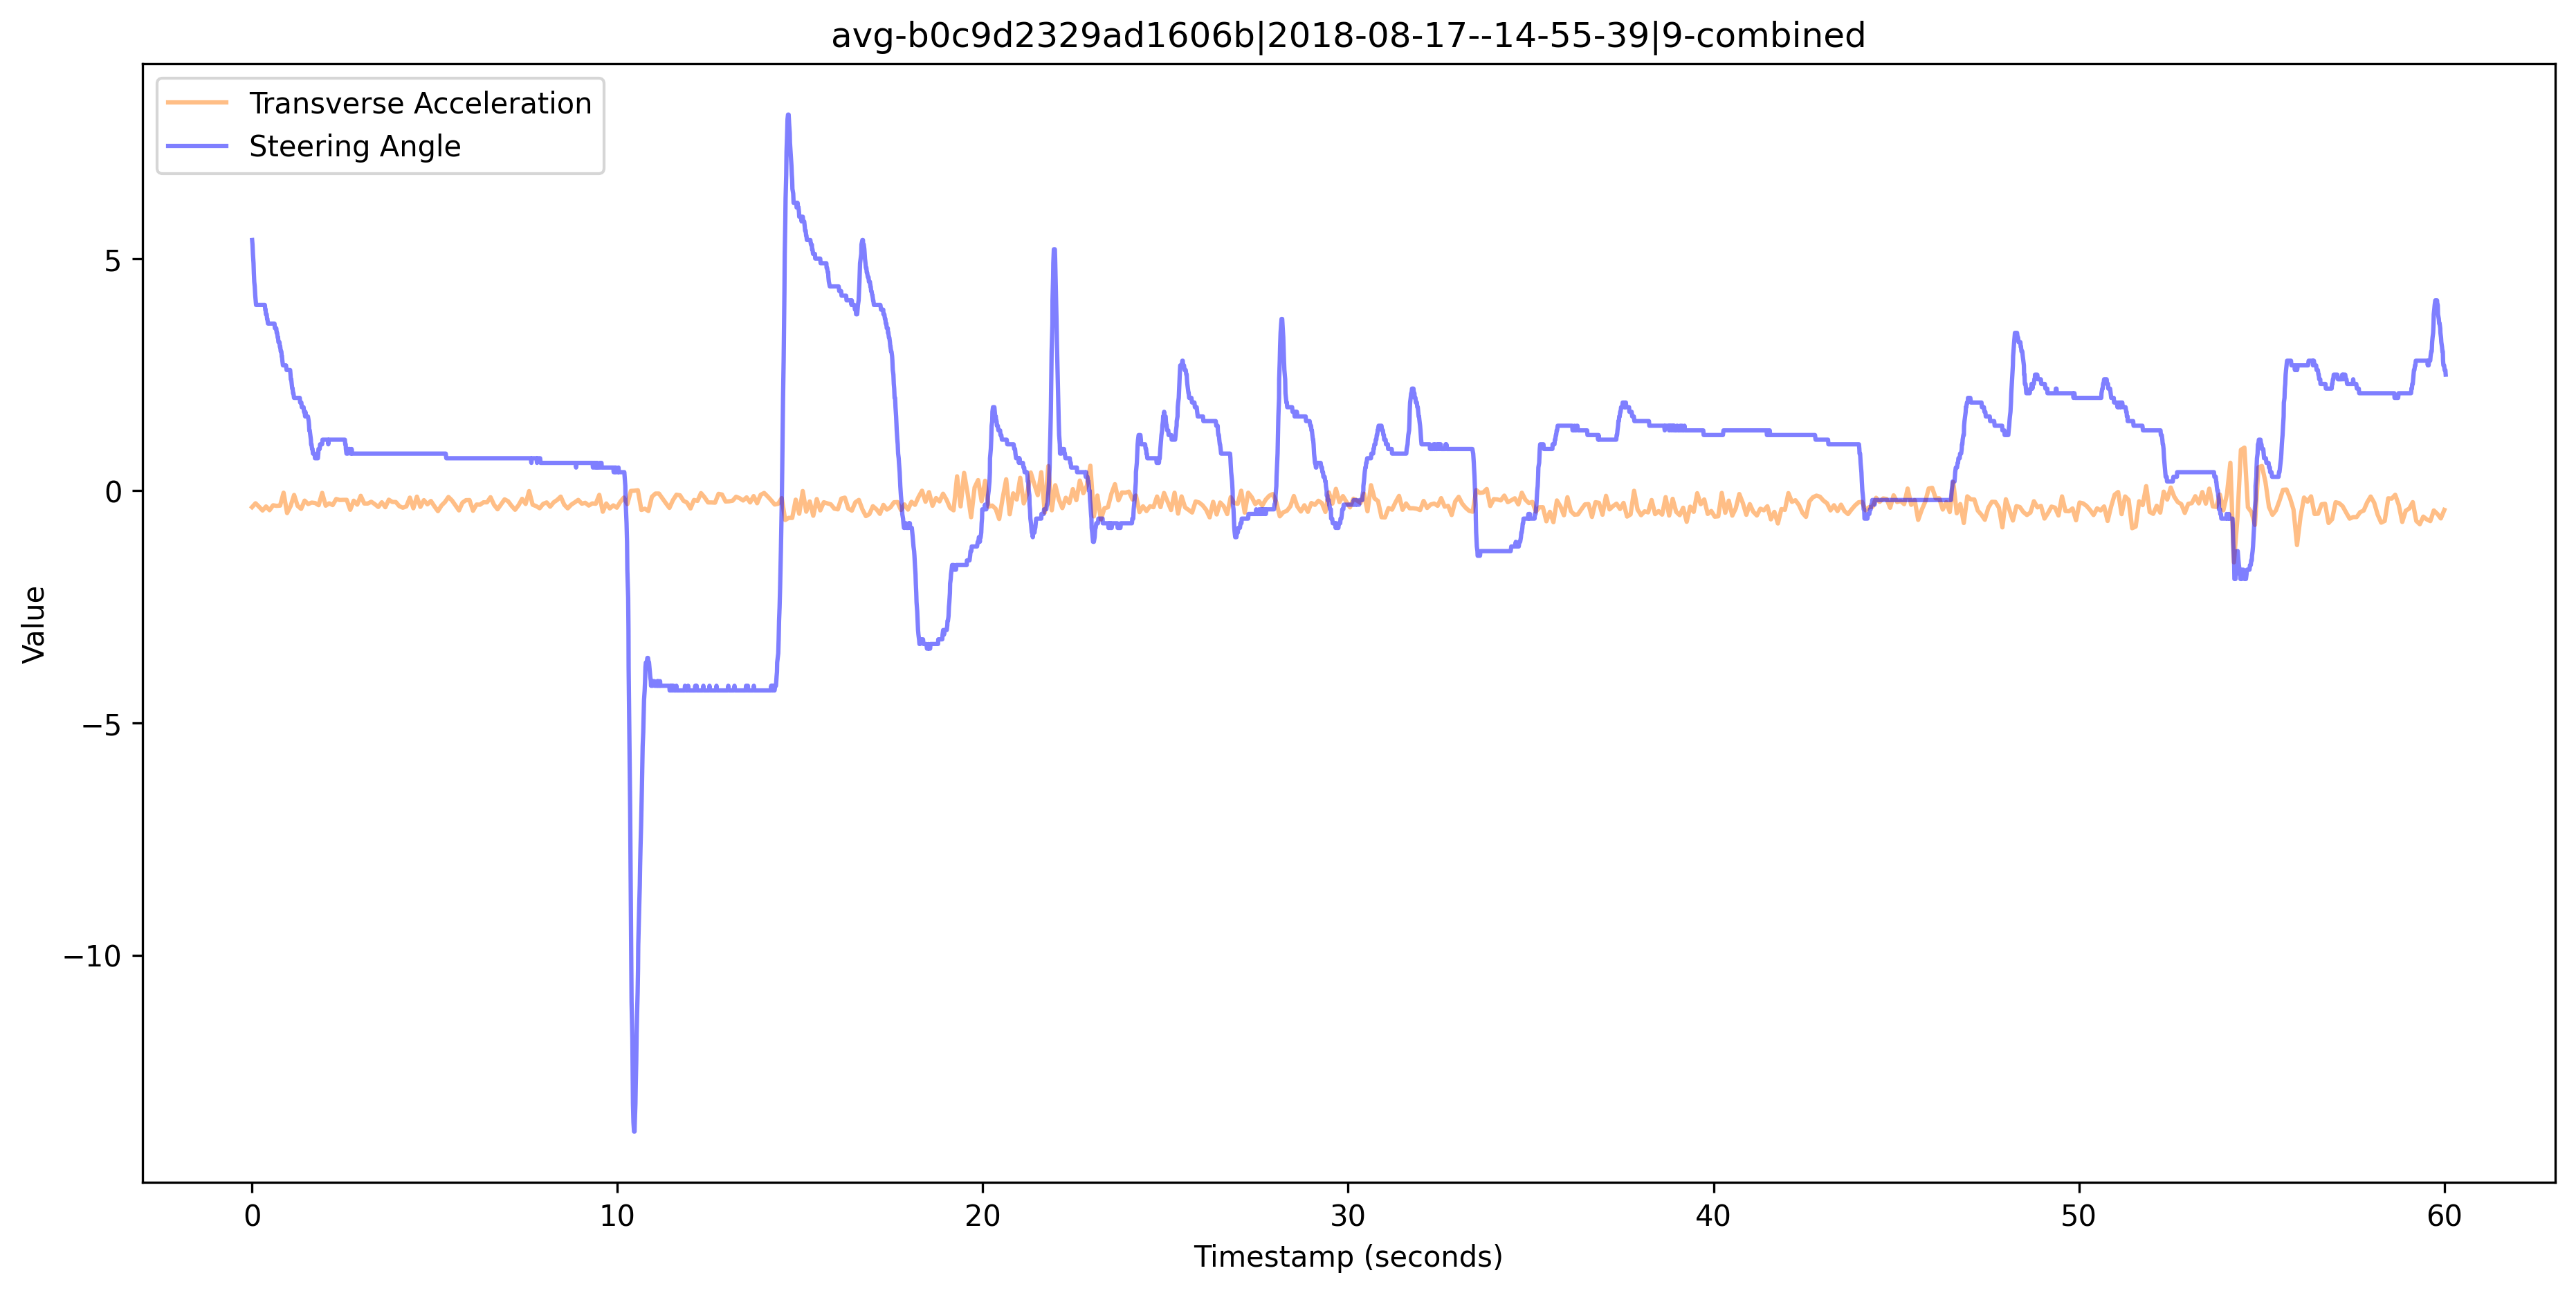 avg-b0c9d2329ad1606b|2018-08-17--14-55-39|9-combined
Transverse Acceleration
Steering Angle
Value
5
0
−5
−10
0 10 20 30 40 50 60
Timestamp (seconds)